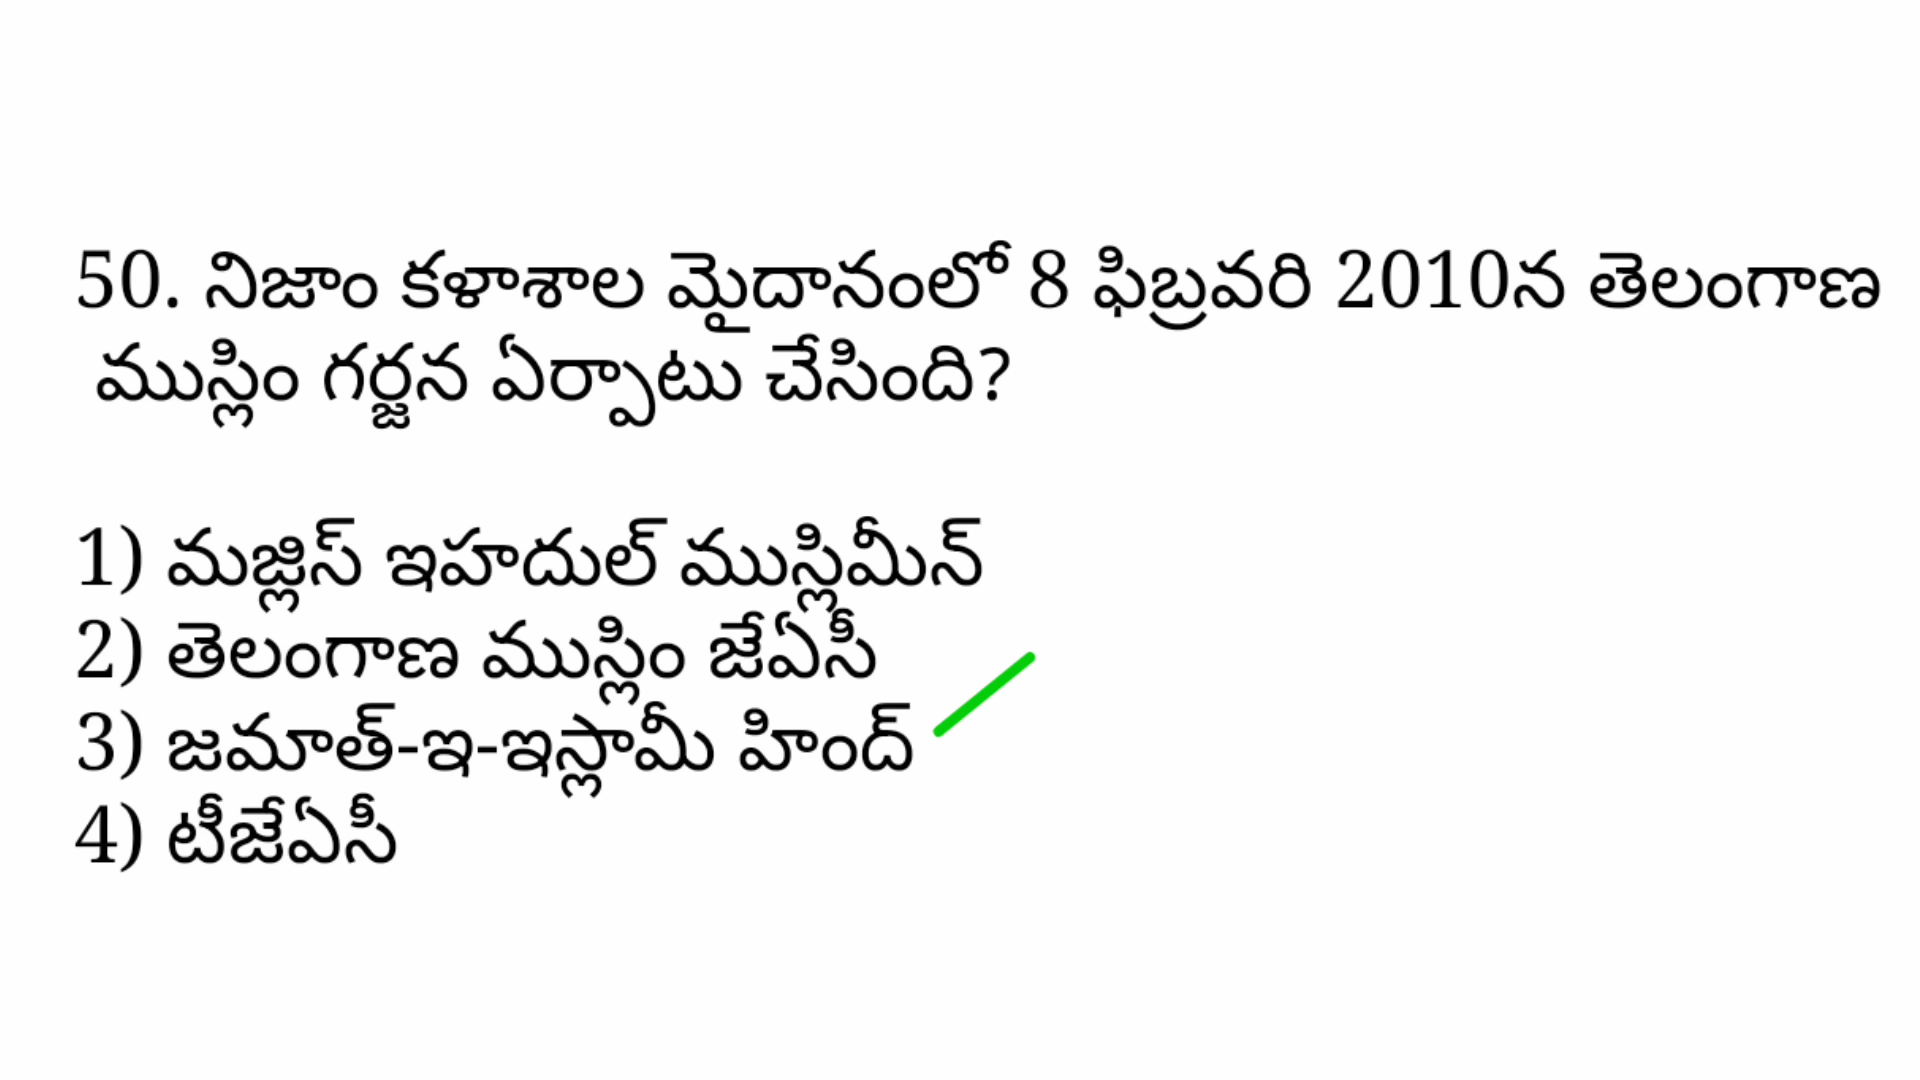 50. నిజాం కళాశాల మైదానంలో 8 ఫిబ్రవరి 2010న తెలంగాణ
ముస్లిం గర్జన ఏర్పాటు చేసింది?
1) మజ్లిస్ ఇహదుల్ ముస్లిమీన్
2) తెలంగాణ ముస్లిం జేఏసీ
3) జమాత్-ఇ-ఇస్లామీ హింద్
4) టీజేఏసీ